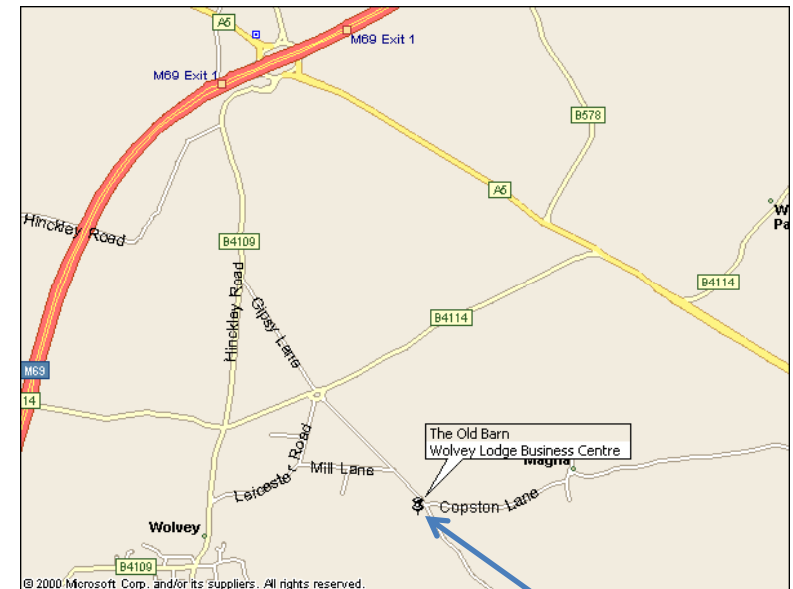 A5
M69 Exit 1
M69 Exit 1
B578
A5
Hinckley Road
B4109
B4114
Hinckley Road
Gipsy Lane
B4114
M69
14
The Old Barn
Wolvey Lodge Business Centre
Magna
Leicester Road
Mill Lane
Copston Lane
Wolvey
B4109
© 2000 Microsoft Corp. and/or its suppliers. All rights reserved.